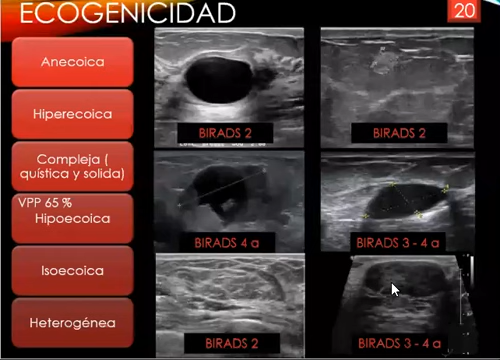 ECOGENICIDAD
20
Anecoica
Hiperecoica
Compleja (
quística y solida)
VPP 65 %
Hipoecoica
Isoecoica
Heterogénea
BIRADS 2
BIRADS 2
BIRADS 4 a
BIRADS 3 - 4 a
BIRADS 2
BIRADS 3 - 4 a